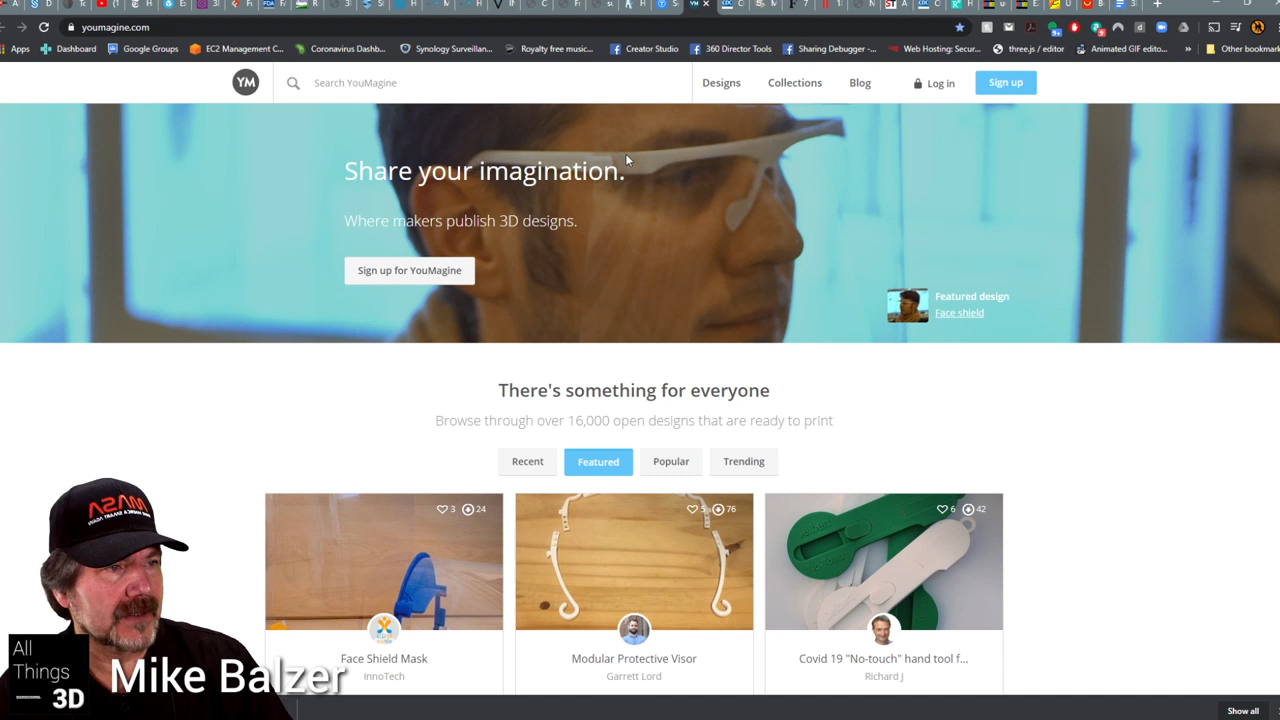 youmagine.com
Apps
Dashboard
Google Groups
EC2 Management C...
Coronavirus Dashb...
Synology Surveillan...
Royalty free music...
Creator Studio
360 Director Tools
Sharing Debugger -...
Web Hosting: Secur...
three.js / editor
Animated GIF edito...
»
Other bookmark
YM
Search YouMagine
Designs
Collections
Blog
Log in
Sign up
Share your imagination.
Where makers publish 3D designs.
Sign up for YouMagine
Featured design
Face shield
There's something for everyone
Browse through over 16,000 open designs that are ready to print
Recent
Featured
Popular
Trending
3 24
5 76
6 42
Face Shield Mask
InnoTech
Modular Protective Visor
Garrett Lord
Covid 19 "No-touch" hand tool f...
Richard J
All
Things
3D
Mike Balzer
Show all